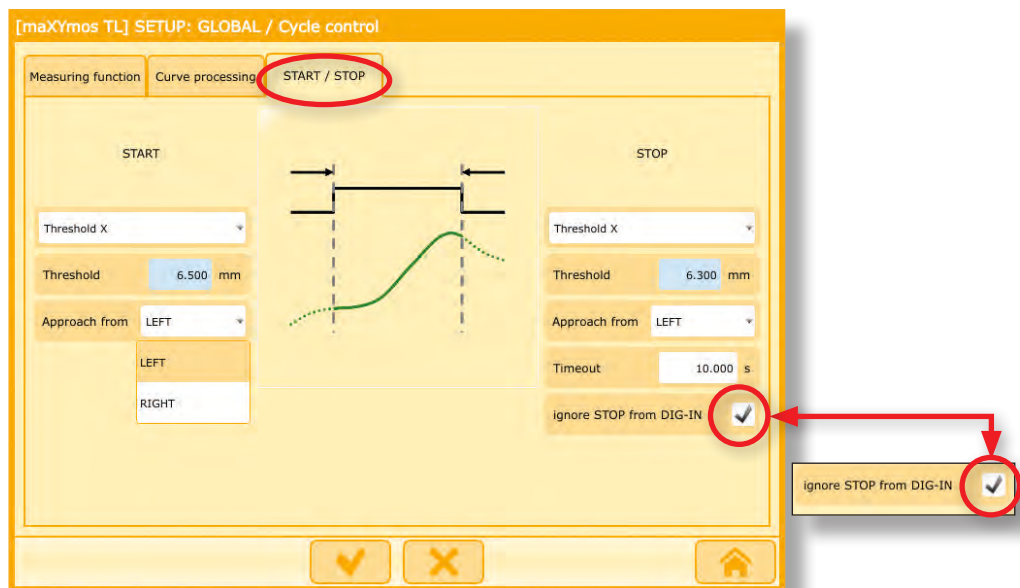 [maXYmos TL] SETUP: GLOBAL / Cycle control
Measuring function
Curve processing
START / STOP
START
Threshold X
Threshold 6.500 mm
Approach from LEFT
LEFT
RIGHT
STOP
Threshold X
Threshold 6.300 mm
Approach from LEFT
Timeout 10.000 s
ignore STOP from DIG-IN
ignore STOP from DIG-IN